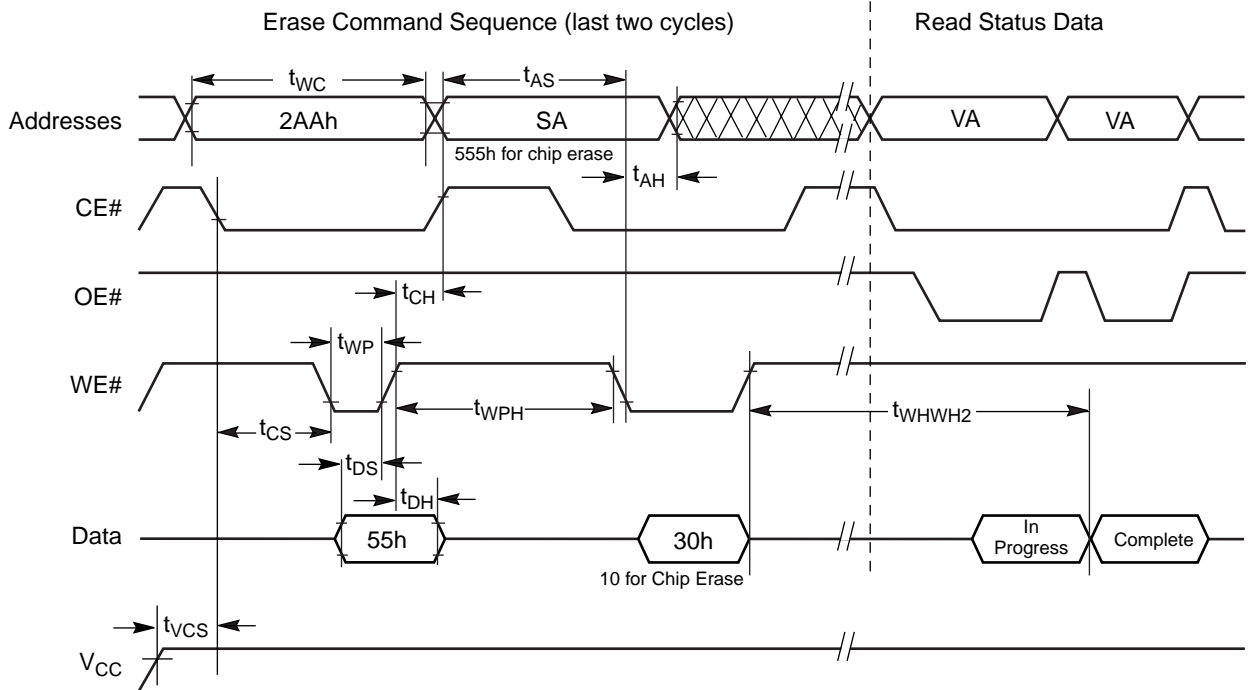 Erase Command Sequence (last two cycles)
Read Status Data
tWC
tAS
Addresses
2AAh
SA
VA
VA
555h for chip erase
tAH
CE#
OE#
tCH
tWP
WE#
tWPH
tWHWH2
tCS
tDS
tDH
Data
55h
30h
In
Progress
Complete
10 for Chip Erase
tVCS
VCC